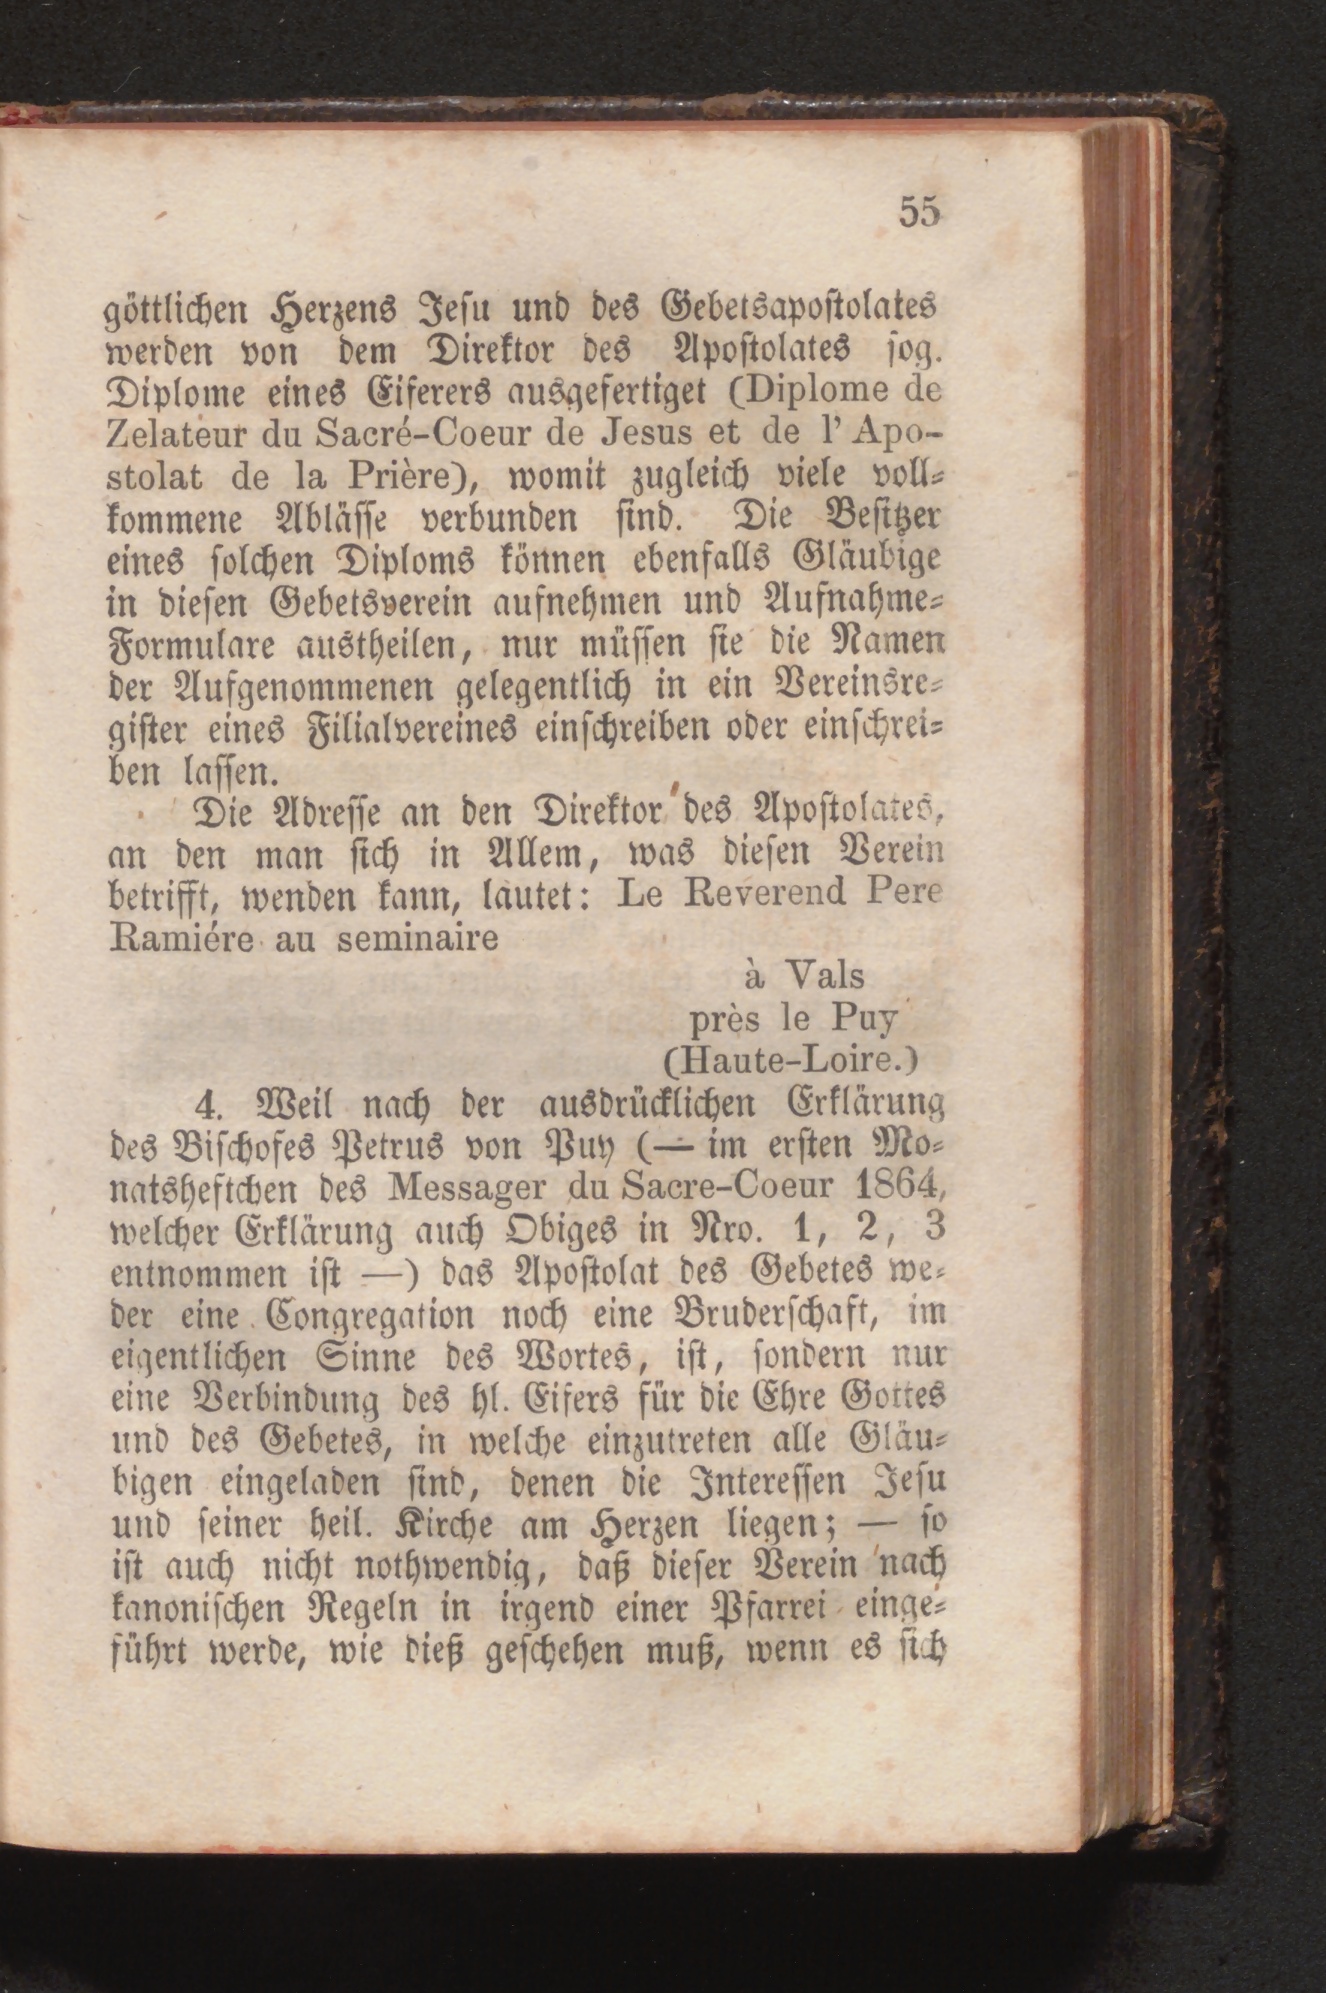 55
göttlichen Herzens Jesu und des Gebetsapostolates
werden von dem Direktor des Apostolates sog.
Diplome eines Eiferers ausgefertiget (Diplome de
Zelateur du Sacré-Coeur de Jesus et de l' Apo-
stolat de la Prière), womit zugleich viele voll-
kommene Ablässe verbunden sind. Die Besitzer
eines solchen Diploms können ebenfalls Gläubige
in diesen Gebetsverein aufnehmen und Aufnahme-
Formulare austheilen, nur müssen sie die Namen
der Aufgenommenen gelegentlich in ein Vereinsre-
gister eines Filialvereines einschreiben oder einschrei-
ben lassen.
Die Adresse an den Direktor des Apostolates,
an den man sich in Allem, was diesen Verein
betrifft, wenden kann, lautet: Le Reverend Pere
Ramiére au seminaire
à Vals
près le Puy
(Haute-Loire.)
4. Weil nach der ausdrücklichen Erklärung
des Bischofes Petrus von Puy (— im ersten Mo-
natsheftchen des Messager du Sacre-Coeur 1864,
welcher Erklärung auch Obiges in Nro. 1, 2, 3
entnommen ist —) das Apostolat des Gebetes we-
der eine Congregation noch eine Bruderschaft, im
eigentlichen Sinne des Wortes, ist, sondern nur
eine Verbindung des hl. Eifers für die Ehre Gottes
und des Gebetes, in welche einzutreten alle Gläu-
bigen eingeladen sind, denen die Interessen Jesu
und seiner heil. Kirche am Herzen liegen; — so
ist auch nicht nothwendig, daß dieser Verein nach
kanonischen Regeln in irgend einer Pfarrei einge-
führt werde, wie dieß geschehen muß, wenn es sich